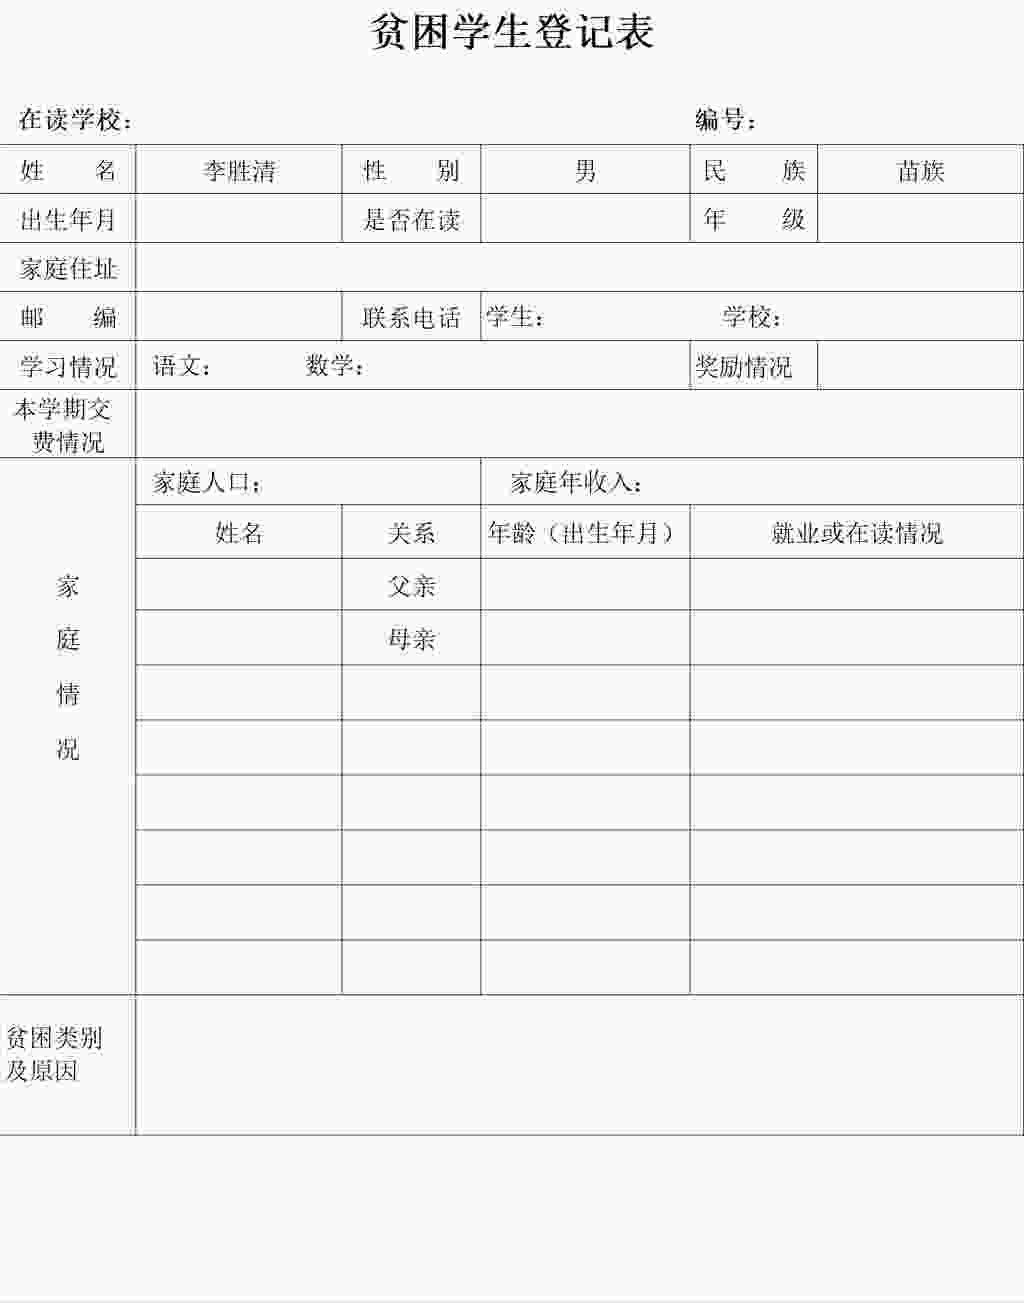 贫困学生登记表
在读学校： 编号：
姓 名 李胜清 性 别 男 民 族 苗族
出生年月 是否在读 年 级
家庭住址
邮 编 联系电话 学生： 学校：
学习情况 语文： 数学： 奖励情况
本学期交
费情况
家庭人口； 家庭年收入：
姓名 关系 年龄（出生年月） 就业或在读情况
家 父亲
庭 母亲
情
况
贫困类别
及原因